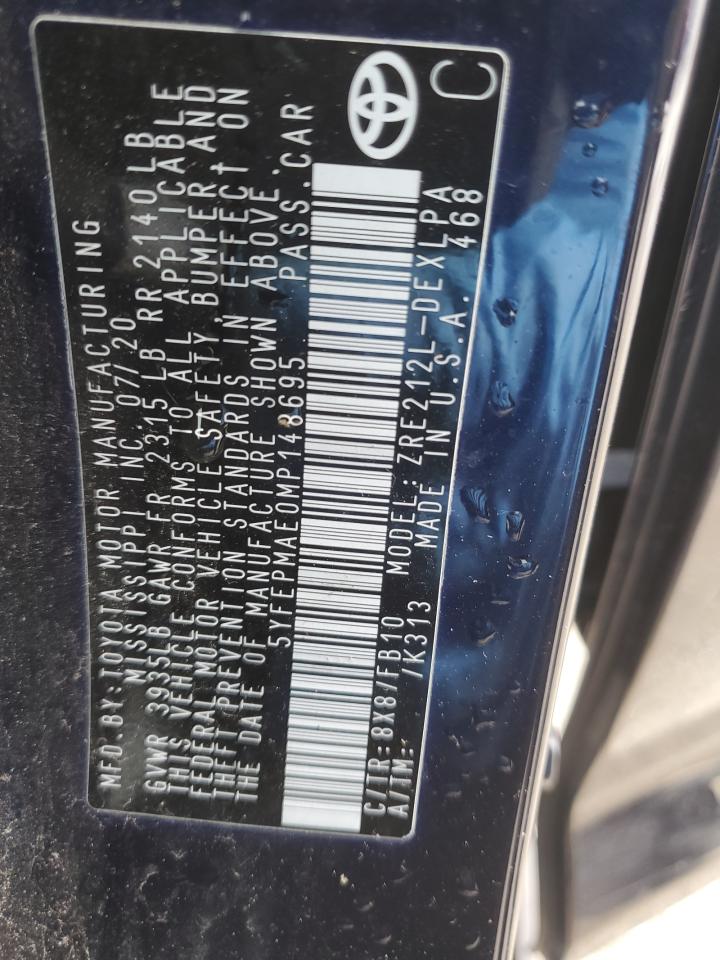 MFD.BY:TOYOTA MOTOR MANUFACTURING
MISSISSIPPI INC. 07/20
GVWR 3935LB GAWR FR 2315 LB RR 2140 LB
THIS VEHICLE CONFORMS TO ALL APPLICABLE
FEDERAL MOTOR VEHICLE SAFETY, BUMPER, AND
THEFT PREVENTION STANDARDS IN EFFECT ON
THE DATE OF MANUFACTURE SHOWN ABOVE.
5YFEPMAE0MP148695 PASS.CAR
C/TR:8X8/FB10 MODEL:ZRE212L-DEXLPA
A/TM: /K313 MADE IN U.S.A. 468
C